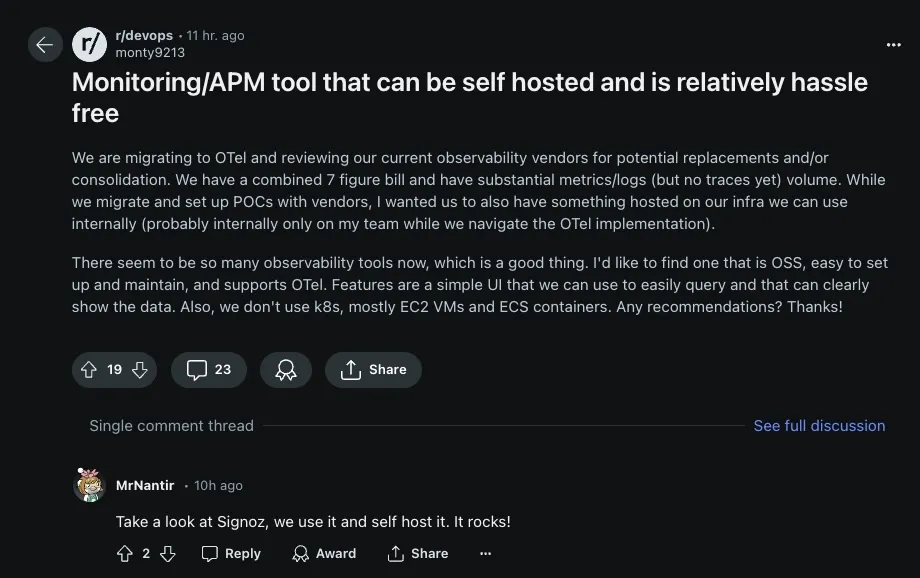 r/ r/devops • 11 hr. ago
monty9213
Monitoring/APM tool that can be self hosted and is relatively hassle
free
We are migrating to OTel and reviewing our current observability vendors for potential replacements and/or
consolidation. We have a combined 7 figure bill and have substantial metrics/logs (but no traces yet) volume. While
we migrate and set up POCs with vendors, I wanted us to also have something hosted on our infra we can use
internally (probably internally only on my team while we navigate the OTel implementation).
There seem to be so many observability tools now, which is a good thing. I'd like to find one that is OSS, easy to set
up and maintain, and supports OTel. Features are a simple UI that we can use to easily query and that can clearly
show the data. Also, we don't use k8s, mostly EC2 VMs and ECS containers. Any recommendations? Thanks!
19 23 Share
Single comment thread See full discussion
MrNantir • 10h ago
Take a look at Signoz, we use it and self host it. It rocks!
2 Reply Award Share